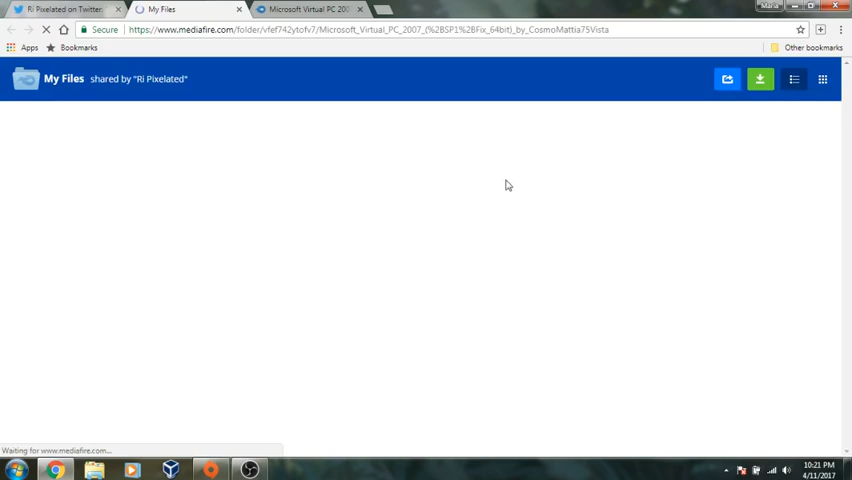 Ri Pixelated on Twitter:
My Files
Microsoft Virtual PC 200
Maria
Secure
https://www.mediafire.com/folder/vfef742ytofv7/Microsoft_Virtual_PC_2007_(%2BSP1%2BFix_64bit)_by_CosmoMattia75Vista
Apps
Bookmarks
Other bookmarks
My Files shared by "Ri Pixelated"
Waiting for www.mediafire.com...
10:21 PM
4/11/2017